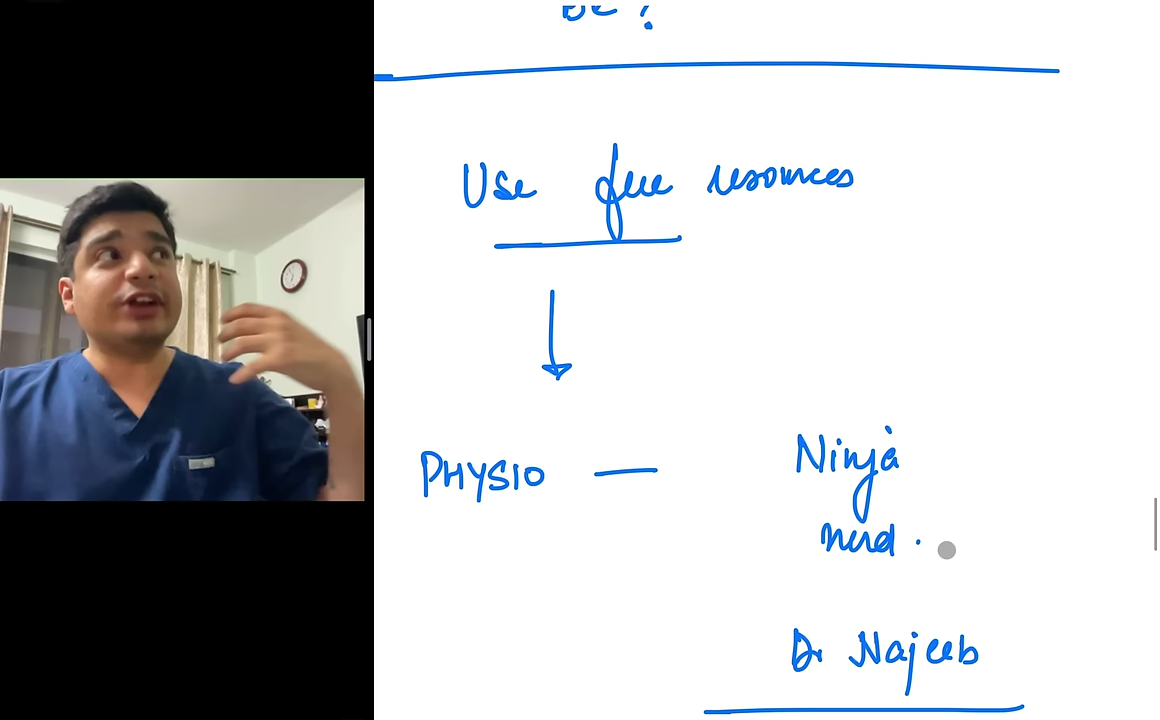 Use free resources
PHYSIO — Ninja
nerd .
Dr Najeeb